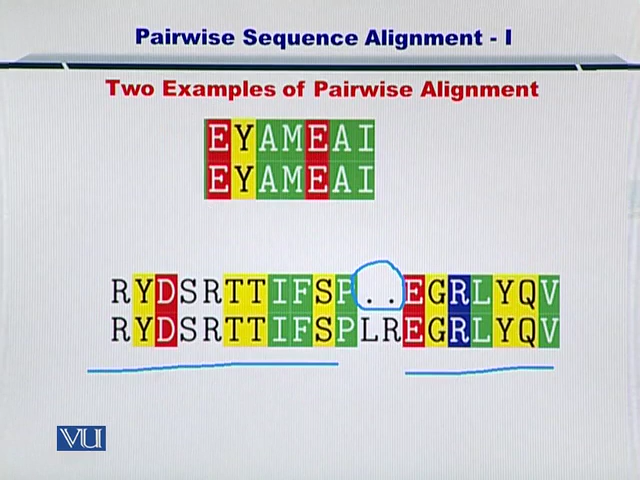 Pairwise Sequence Alignment - I
Two Examples of Pairwise Alignment
EYAMEAI
EYAMEAI
RYDSRTTIFSP..EGRLYQV
RYDSRTTIFSPLREGRLYQV
VU